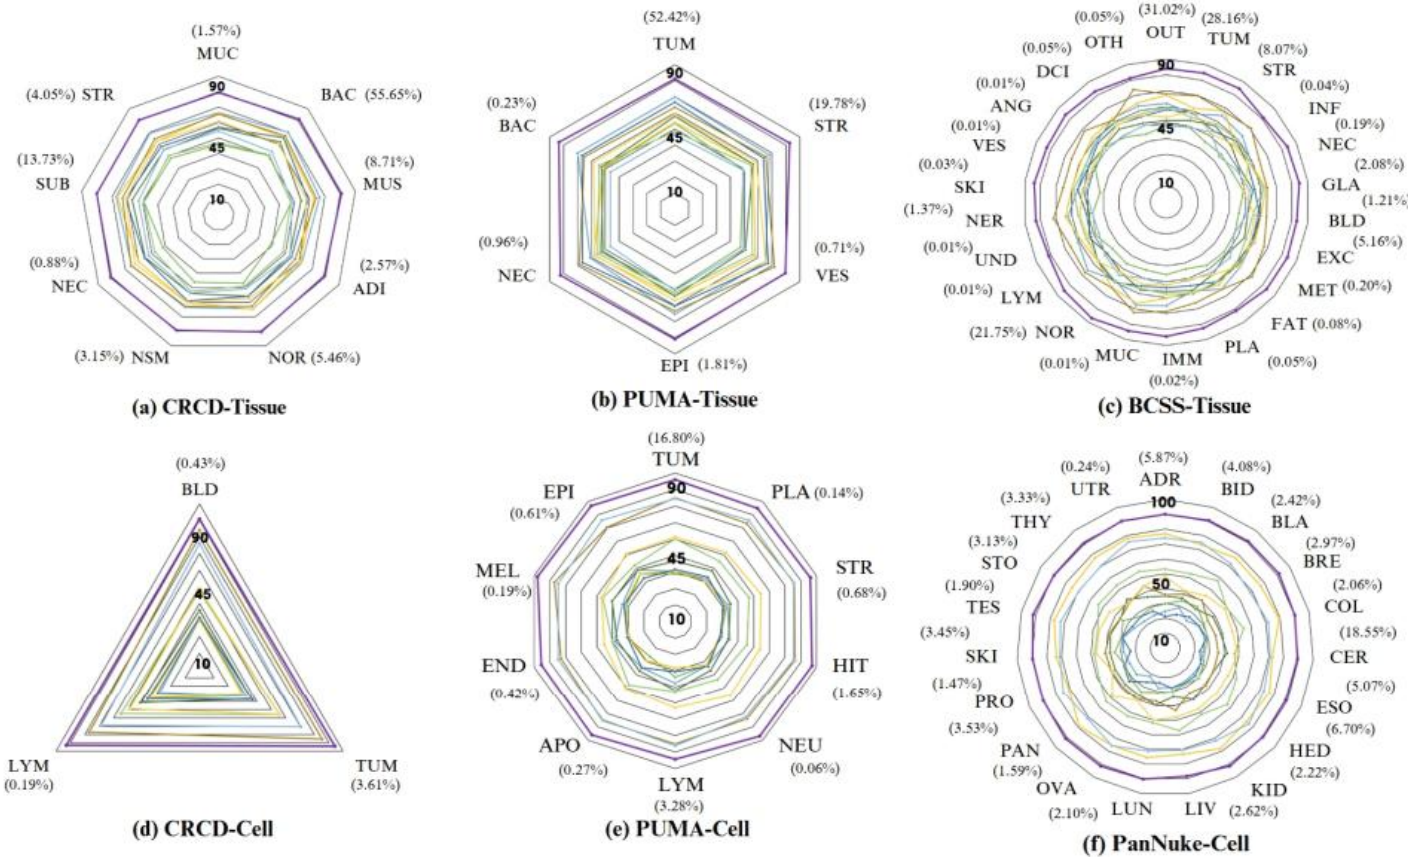 (1.57%)
MUC
90
(4.05%) STR
BAC (55.65%)
45
(13.73%)
SUB
(8.71%)
MUS
10
(0.88%)
NEC
(2.57%)
ADI
(3.15%) NSM
NOR (5.46%)
(a) CRCD-Tissue
(52.42%)
TUM
90
(0.23%)
BAC
(19.78%)
STR
45
10
(0.96%)
NEC
(0.71%)
VES
EPI (1.81%)
(b) PUMA-Tissue
(31.02%)
OUT
(28.16%)
TUM
(8.07%)
STR
(0.04%)
INF
(0.19%)
NEC
(2.08%)
GLA
(1.21%)
BLD
(5.16%)
EXC
MET (0.20%)
FAT (0.08%)
PLA
(0.05%)
IMM
(0.02%)
MUC
(0.01%)
NOR
(21.75%)
LYM
(0.01%)
UND
(0.01%)
NER
(1.37%)
SKI
(0.03%)
VES
(0.01%)
ANG
(0.01%)
DCI
(0.05%)
OTH
(0.05%)
90
45
10
(c) BCSS-Tissue
(0.43%)
BLD
90
45
10
LYM
(0.19%)
TUM
(3.61%)
(d) CRCD-Cell
(16.80%)
TUM
90
EPI
(0.61%)
PLA (0.14%)
45
MEL
(0.19%)
STR
(0.68%)
10
END
(0.42%)
HIT
(1.65%)
APO
(0.27%)
NEU
(0.06%)
LYM
(3.28%)
(e) PUMA-Cell
(5.87%)
ADR
(4.08%)
BID
(2.42%)
BLA
(2.97%)
BRE
(2.06%)
COL
(18.55%)
CER
(5.07%)
ESO
(6.70%)
HED
(2.22%)
KID
(2.62%)
LIV
LUN
OVA
(2.10%)
PAN
(1.59%)
PRO
(3.53%)
SKI
(1.47%)
TES
(3.45%)
STO
(1.90%)
THY
(3.13%)
UTR
(3.33%)
(0.24%)
100
50
10
(f) PanNuke-Cell